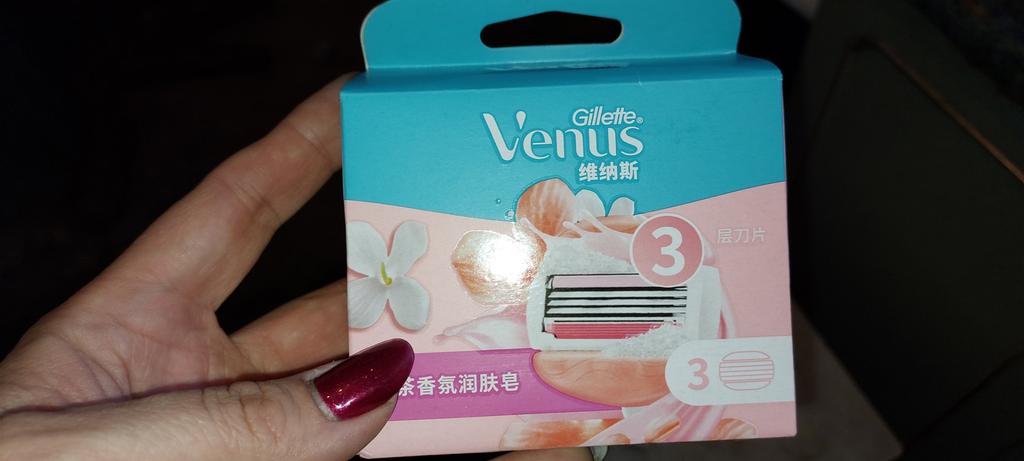 Gillette®
Venus
维纳斯
3
层刀片
茶香氛润肤皂
3